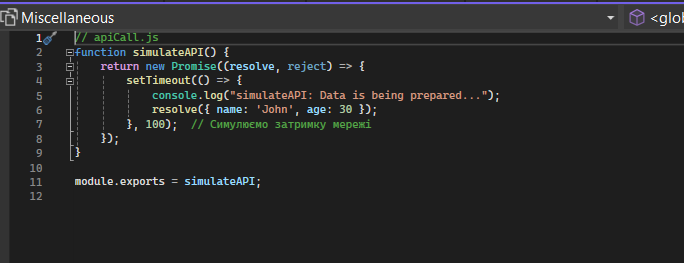 Miscellaneous <glob
1 // apiCall.js
2 function simulateAPI() {
3 return new Promise((resolve, reject) => {
4 setTimeout(() => {
5 console.log("simulateAPI: Data is being prepared...");
6 resolve({ name: 'John', age: 30 });
7 }, 100);  // Симулюємо затримку мережі
8 });
9 }
10
11 module.exports = simulateAPI;
12